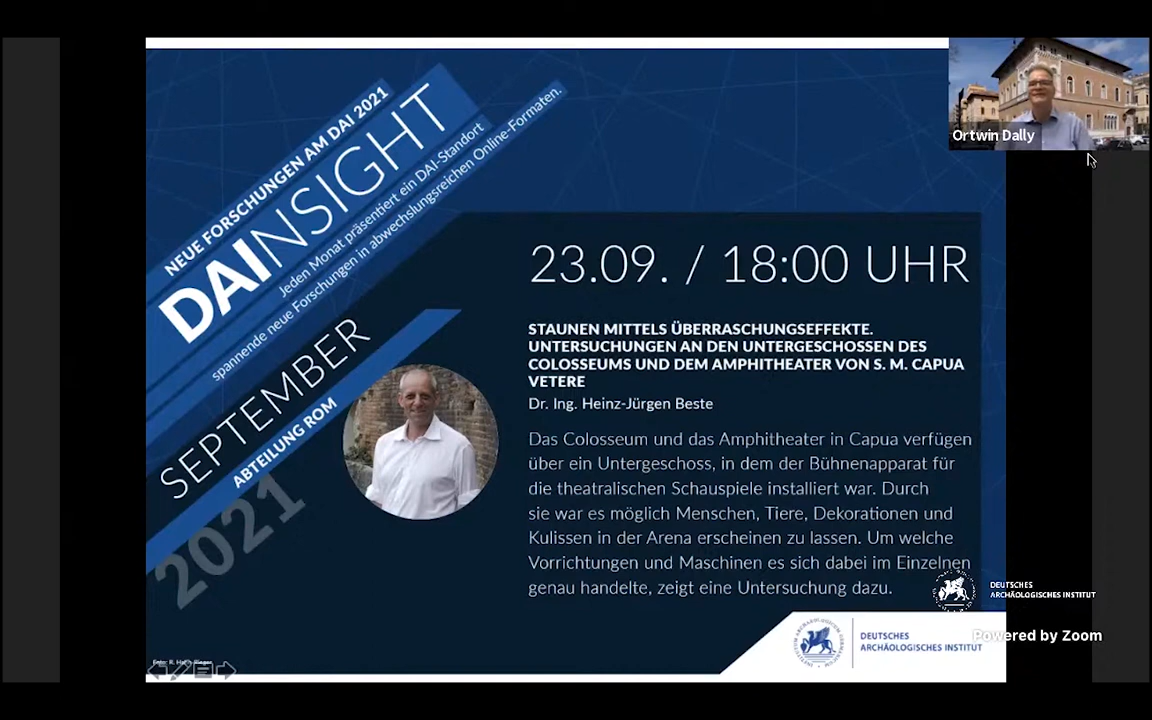 NEUE FORSCHUNGEN AM DAI 2021
DAINSIGHT
Jeden Monat präsentiert ein DAI-Standort
spannende neue Forschungen in abwechslungsreichen Online-Formaten.
SEPTEMBER
ABTEILUNG ROM
2021
Ortwin Dally
23.09. / 18:00 UHR
STAUNEN MITTELS ÜBERRASCHUNGSEFFEKTE.
UNTERSUCHUNGEN AN DEN UNTERGESCHOSSEN DES
COLOSSEUMS UND DEM AMPHITHEATER VON S. M. CAPUA
VETERE
Dr. Ing. Heinz-Jürgen Beste
Das Colosseum und das Amphitheater in Capua verfügen
über ein Untergeschoss, in dem der Bühnenapparat für
die theatralischen Schauspiele installiert war. Durch
sie war es möglich Menschen, Tiere, Dekorationen und
Kulissen in der Arena erscheinen zu lassen. Um welche
Vorrichtungen und Maschinen es sich dabei im Einzelnen
genau handelte, zeigt eine Untersuchung dazu.
DEUTSCHES
ARCHÄOLOGISCHES INSTITUT
Powered by Zoom
DEUTSCHES
ARCHÄOLOGISCHES INSTITUT